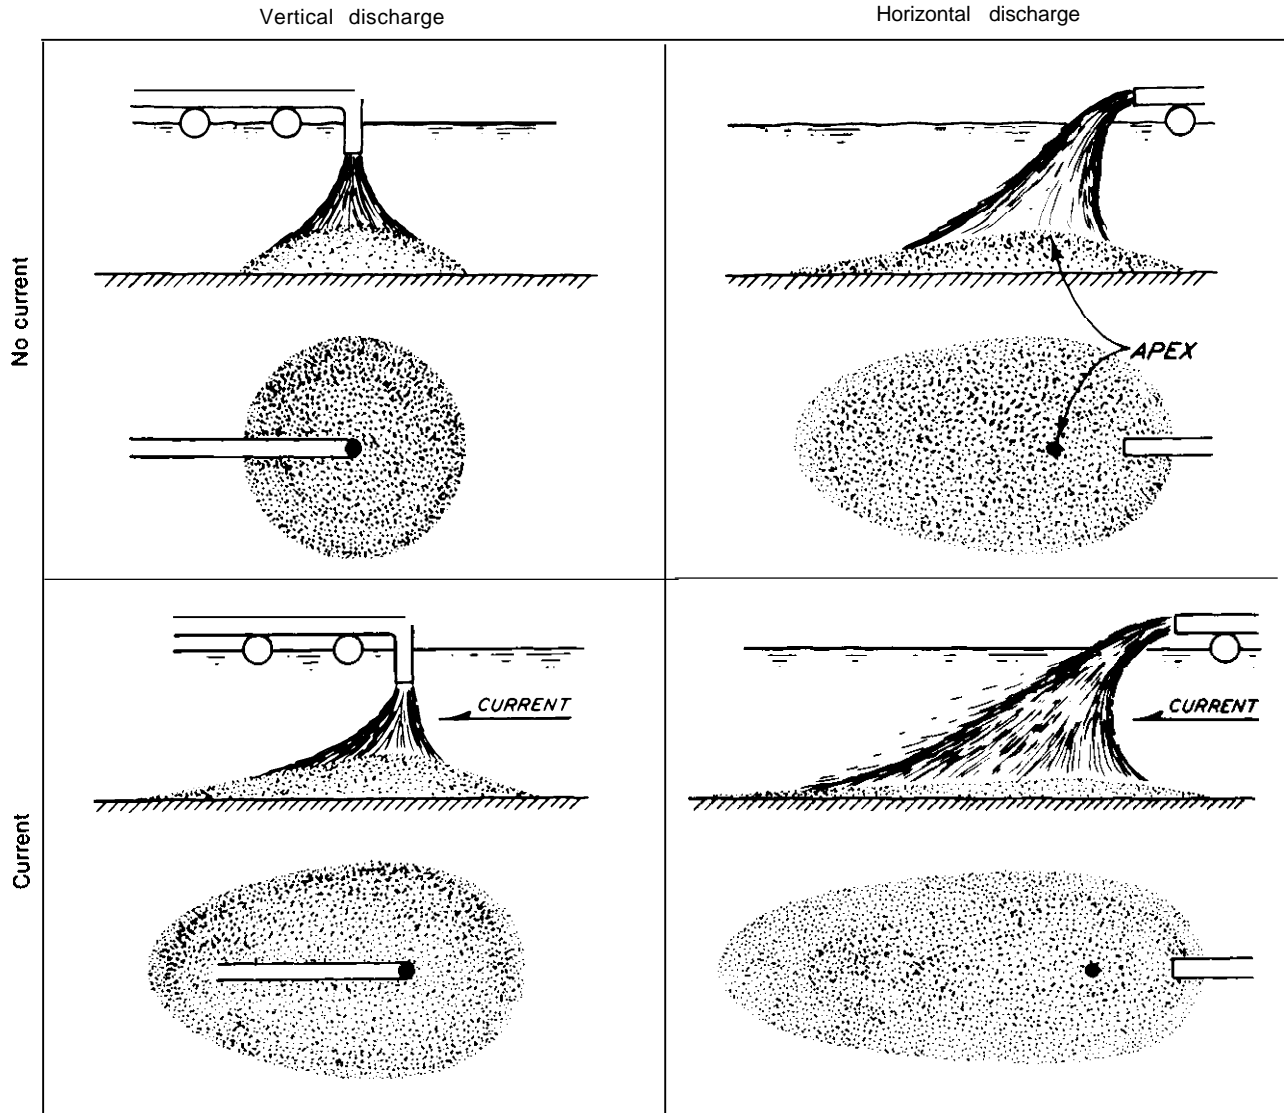 Vertical discharge
Horizontal discharge
No current
APEX
Current
CURRENT
CURRENT